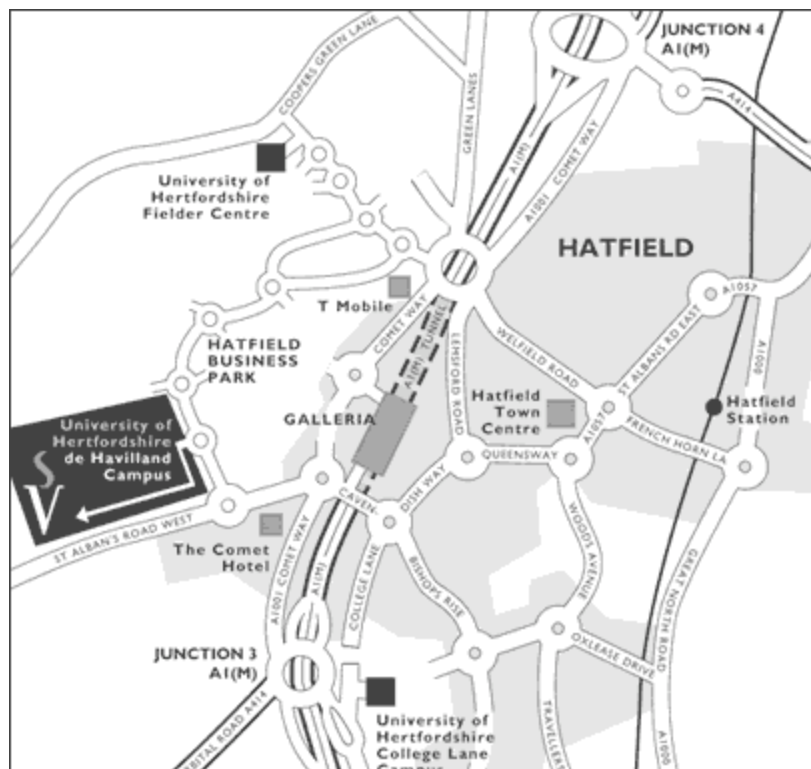 JUNCTION 4
A1(M)
COOPERS GREEN LANE
GREEN LANES
A1(M)
A1001 COMET WAY
A414
University of
Hertfordshire
Fielder Centre
HATFIELD
T Mobile
COMET WAY
A1(M) TUNNEL
LEMSFORD ROAD
WELFIELD ROAD
ST ALBANS RD EAST
A1057
A1000
HATFIELD
BUSINESS
PARK
GALLERIA
Hatfield
Town
Centre
A1057
Hatfield
Station
FRENCH HORN LA
University of
Hertfordshire
de Havilland
Campus
V
QUEENSWAY
CAVEN-
DISH WAY
ST ALBAN'S ROAD WEST
The Comet
Hotel
A1001 COMET WAY
A1(M)
COLLEGE LANE
BISHOPS RISE
WOODS AVENUE
GREAT NORTH ROAD
OXLEASE DRIVE
JUNCTION 3
A1(M)
University of
Hertfordshire
College Lane
Campus
ROAD A414
TRAVELLERS
A1000